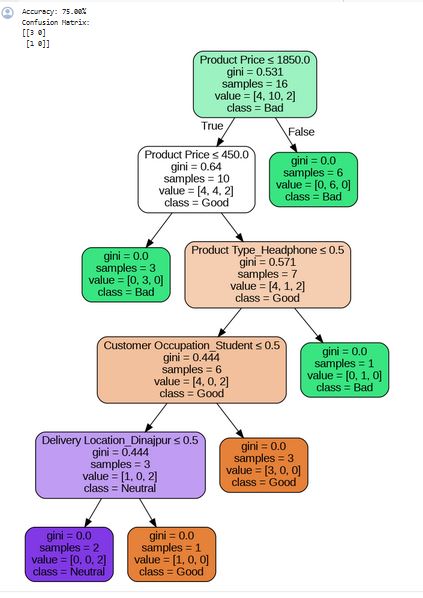 Accuracy: 75.00%
Confusion Matrix:
[[3 0]
 [1 0]]
Product Price ≤ 1850.0
gini = 0.531
samples = 16
value = [4, 10, 2]
class = Bad
True
False
Product Price ≤ 450.0
gini = 0.64
samples = 10
value = [4, 4, 2]
class = Good
gini = 0.0
samples = 6
value = [0, 6, 0]
class = Bad
gini = 0.0
samples = 3
value = [0, 3, 0]
class = Bad
Product Type_Headphone ≤ 0.5
gini = 0.571
samples = 7
value = [4, 1, 2]
class = Good
Customer Occupation_Student ≤ 0.5
gini = 0.444
samples = 6
value = [4, 0, 2]
class = Good
gini = 0.0
samples = 1
value = [0, 1, 0]
class = Bad
Delivery Location_Dinajpur ≤ 0.5
gini = 0.444
samples = 3
value = [1, 0, 2]
class = Neutral
gini = 0.0
samples = 3
value = [3, 0, 0]
class = Good
gini = 0.0
samples = 2
value = [0, 0, 2]
class = Neutral
gini = 0.0
samples = 1
value = [1, 0, 0]
class = Good